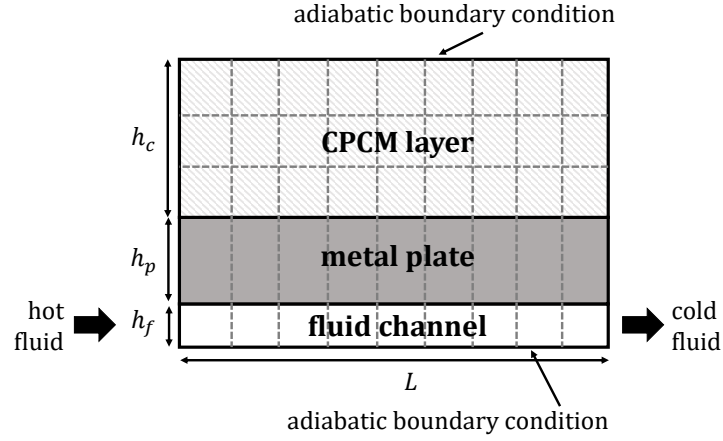 adiabatic boundary condition
h_c
CPCM layer
h_p
metal plate
hot
fluid
h_f
fluid channel
cold
fluid
L
adiabatic boundary condition